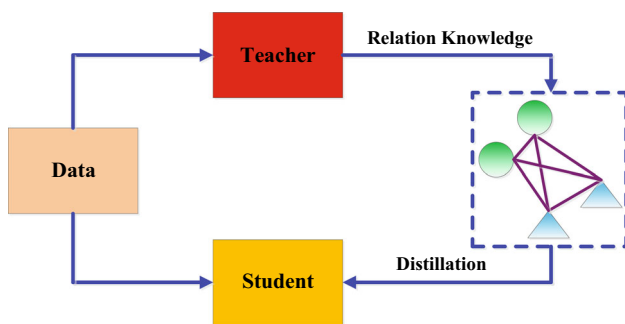 Teacher
Relation Knowledge
Data
Student
Distillation